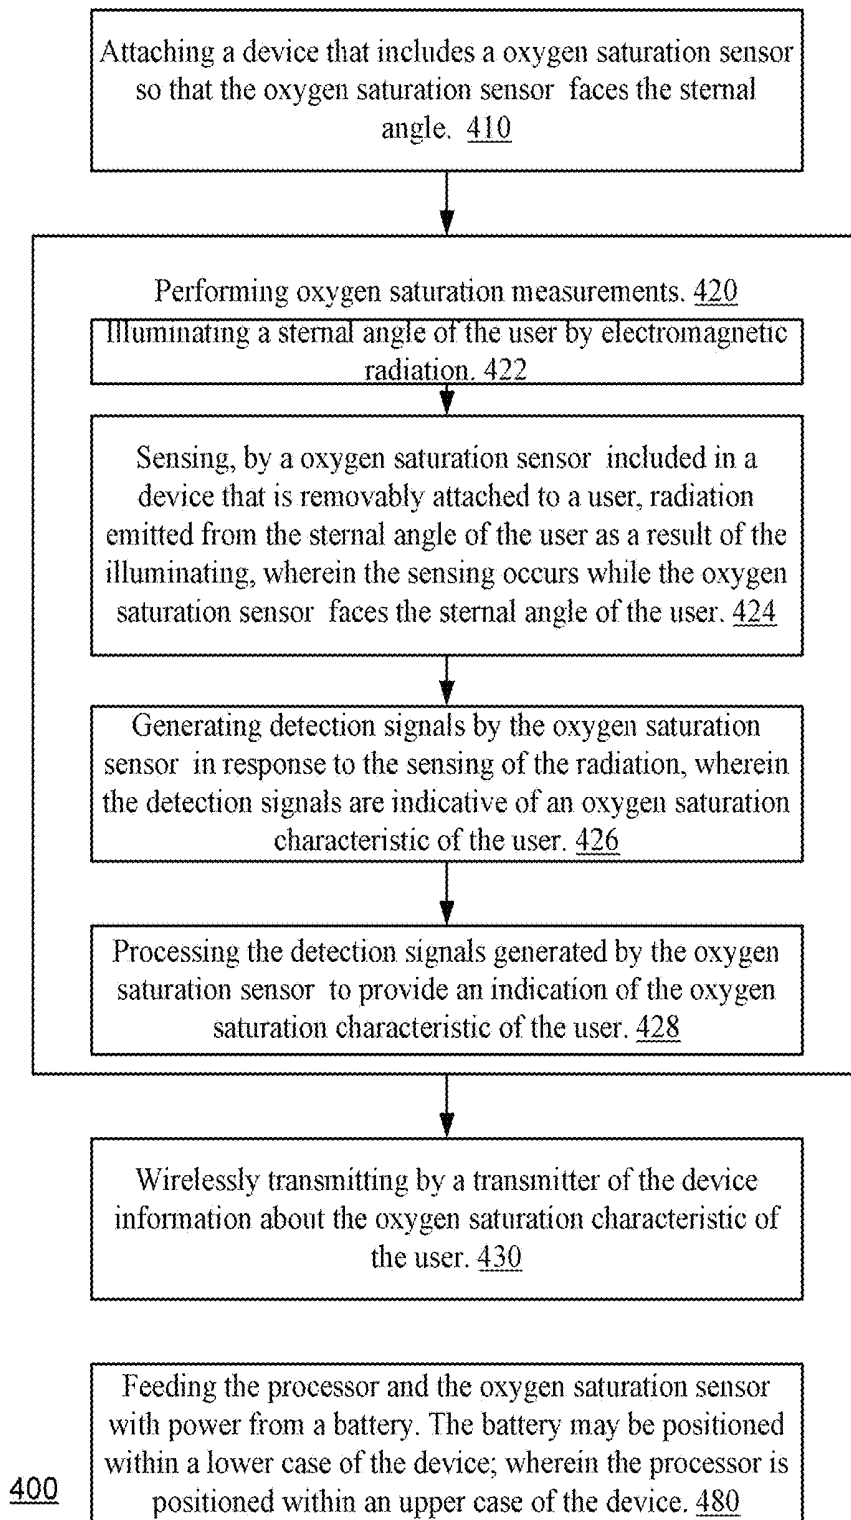 Attaching a device that includes a oxygen saturation sensor
so that the oxygen saturation sensor faces the sternal
angle. 410
Performing oxygen saturation measurements. 420
Illuminating a sternal angle of the user by electromagnetic
radiation. 422
Sensing, by a oxygen saturation sensor included in a
device that is removably attached to a user, radiation
emitted from the sternal angle of the user as a result of the
illuminating, wherein the sensing occurs while the oxygen
saturation sensor faces the sternal angle of the user. 424
Generating detection signals by the oxygen saturation
sensor in response to the sensing of the radiation, wherein
the detection signals are indicative of an oxygen saturation
characteristic of the user. 426
Processing the detection signals generated by the oxygen
saturation sensor to provide an indication of the oxygen
saturation characteristic of the user. 428
Wirelessly transmitting by a transmitter of the device
information about the oxygen saturation characteristic of
the user. 430
Feeding the processor and the oxygen saturation sensor
with power from a battery. The battery may be positioned
within a lower case of the device; wherein the processor is
positioned within an upper case of the device. 480
400